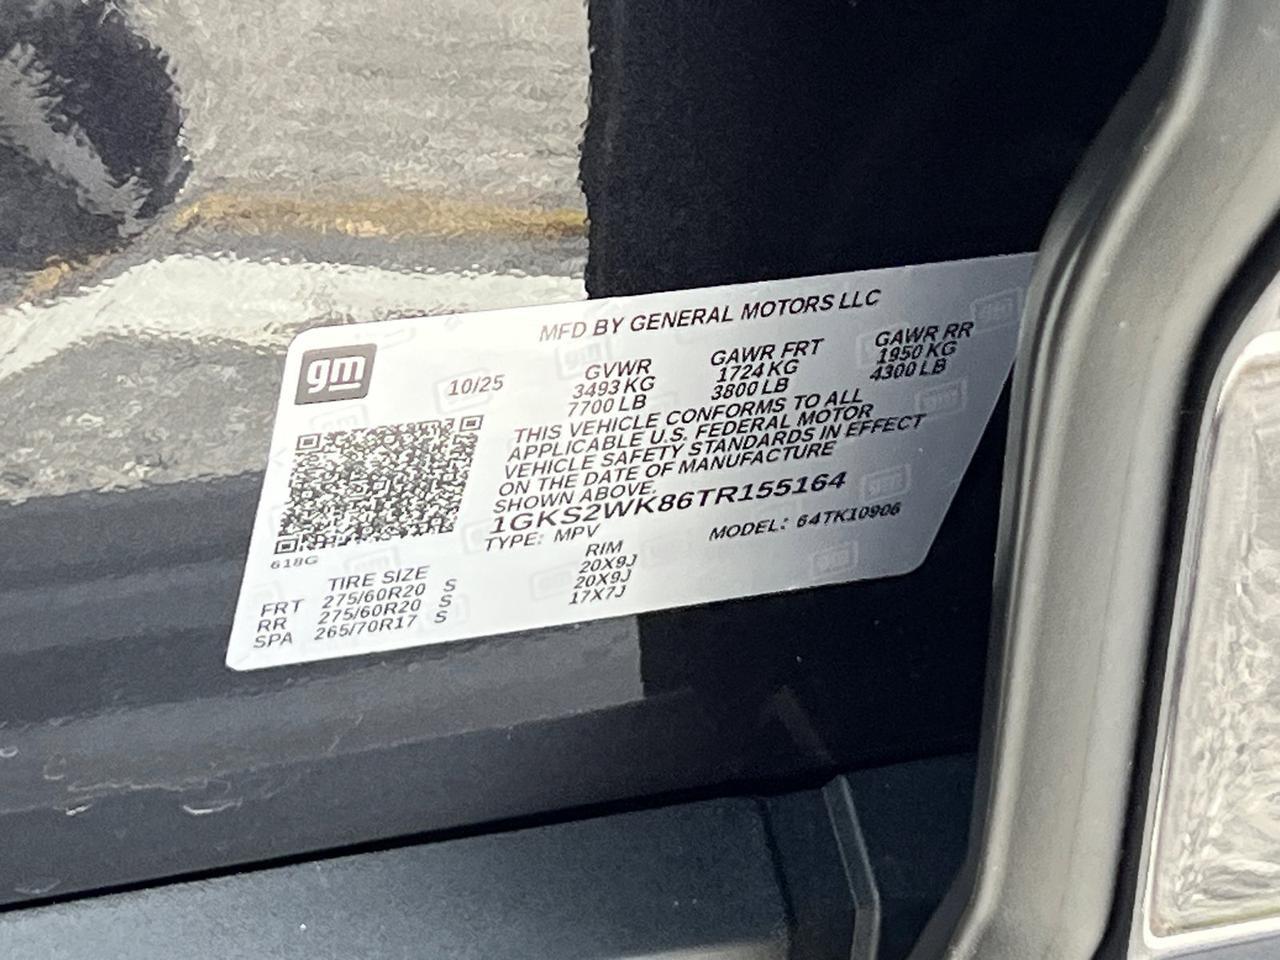 MFD BY GENERAL MOTORS LLC
gm
10/25
GVWR GAWR FRT GAWR RR
3493 KG 1724 KG 1950 KG
7700 LB 3800 LB 4300 LB
THIS VEHICLE CONFORMS TO ALL
APPLICABLE U.S. FEDERAL MOTOR
VEHICLE SAFETY STANDARDS IN EFFECT
ON THE DATE OF MANUFACTURE
SHOWN ABOVE.
1GKS2WK86TR155164
TYPE: MPV MODEL: 64TK10906
618G
TIRE SIZE RIM
FRT 275/60R20 S 20X9J
RR 275/60R20 S 20X9J
SPA 265/70R17 S 17X7J